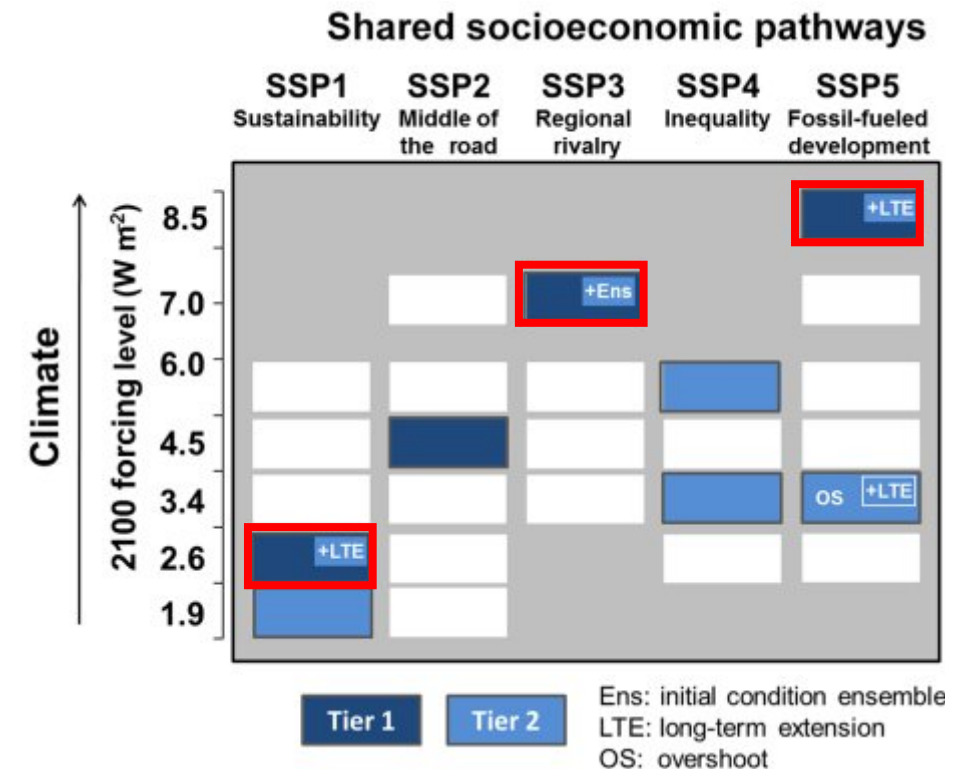 Shared socioeconomic pathways
SSP1 SSP2 SSP3 SSP4 SSP5
Sustainability Middle of the road Regional rivalry Inequality Fossil-fueled development
Climate
2100 forcing level (W m⁻²)
8.5 +LTE
7.0 +Ens
6.0
4.5
3.4 OS +LTE
2.6 +LTE
1.9
Tier 1 Tier 2
Ens: initial condition ensemble
LTE: long-term extension
OS: overshoot